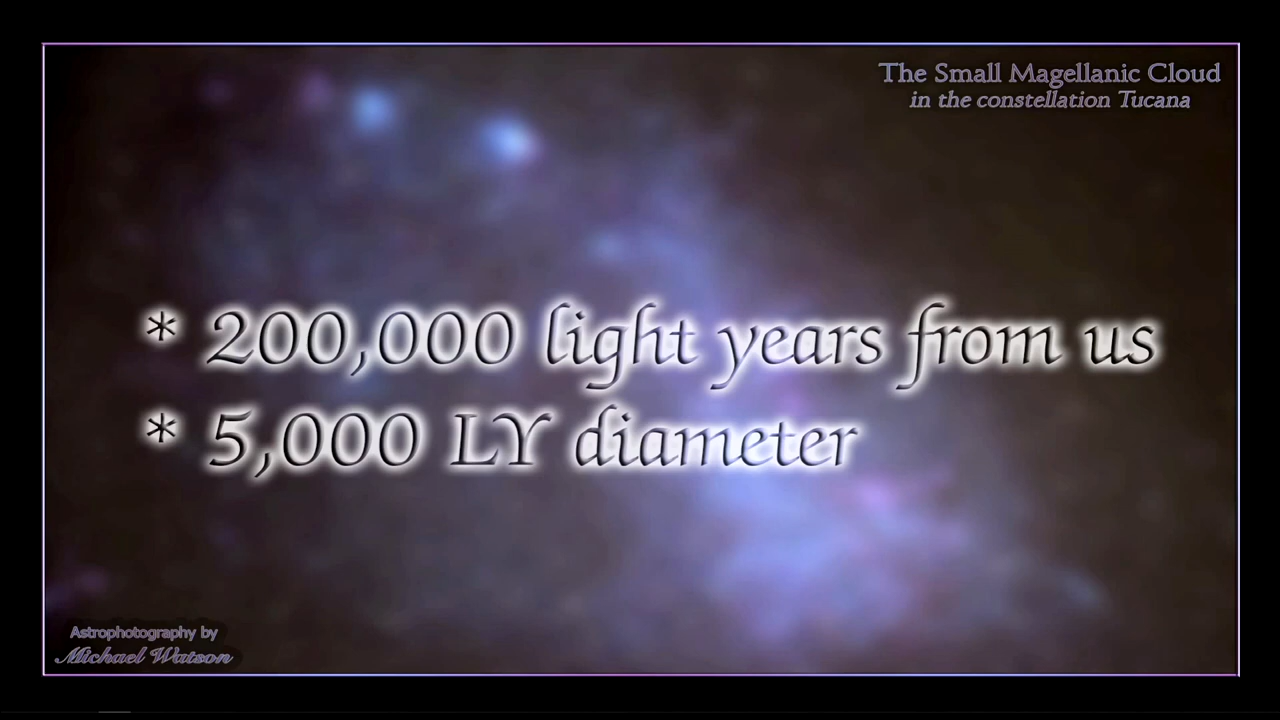 The Small Magellanic Cloud
in the constellation Tucana
* 200,000 light years from us
* 5,000 LY diameter
Astrophotography by
Michael Watson